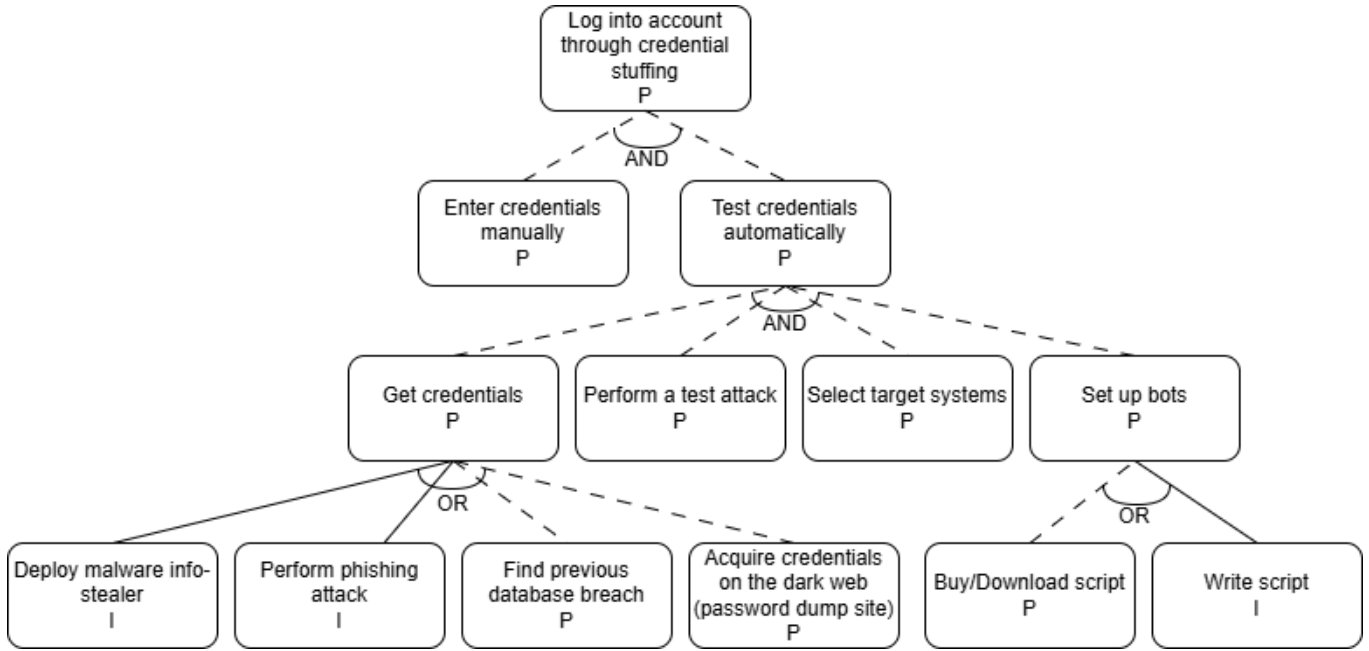 Log into account
through credential
stuffing
P
AND
Enter credentials
manually
P
Test credentials
automatically
P
AND
Get credentials
P
Perform a test attack
P
Select target systems
P
Set up bots
P
OR
OR
Deploy malware info-
stealer
I
Perform phishing
attack
I
Find previous
database breach
P
Acquire credentials
on the dark web
(password dump site)
P
Buy/Download script
P
Write script
I